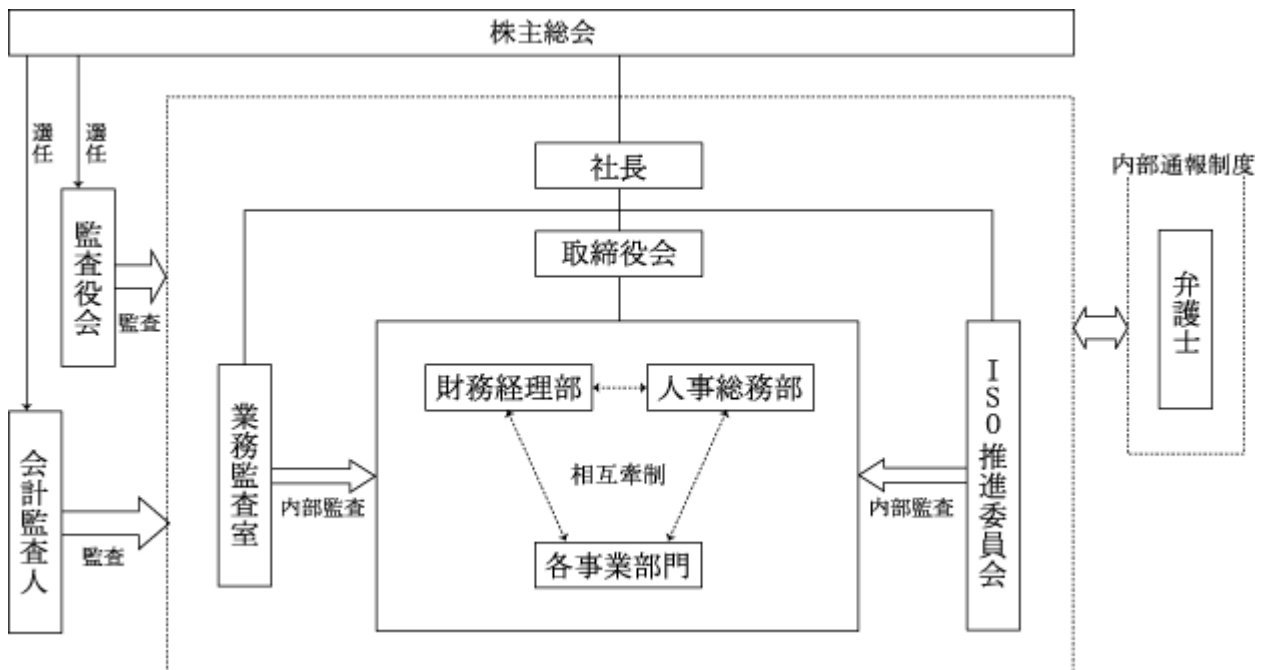 株主総会
選任
選任
社長
内部通報制度
監査役会
取締役会
弁護士
監査
ISO推進委員会
財務経理部
人事総務部
業務監査室
会計監査人
相互牽制
内部監査
内部監査
監査
各事業部門